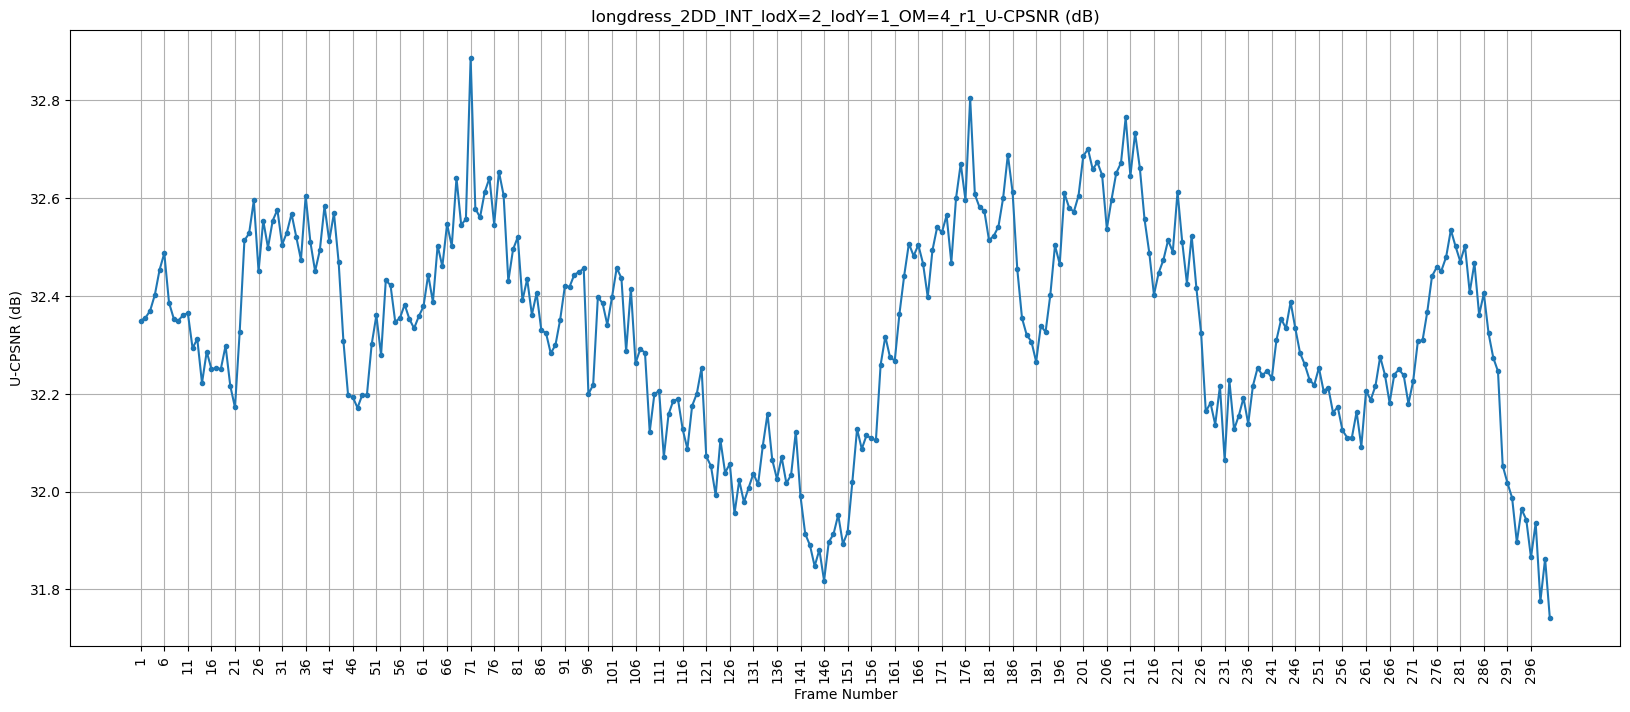 longdress_2DD_INT_lodX=2_lodY=1_OM=4_r1_U-CPSNR (dB)
U-CPSNR (dB)
32.8
32.6
32.4
32.2
32.0
31.8
1 6 11 16 21 26 31 36 41 46 51 56 61 66 71 76 81 86 91 96 101 106 111 116 121 126 131 136 141 146 151 156 161 166 171 176 181 186 191 196 201 206 211 216 221 226 231 236 241 246 251 256 261 266 271 276 281 286 291 296
Frame Number